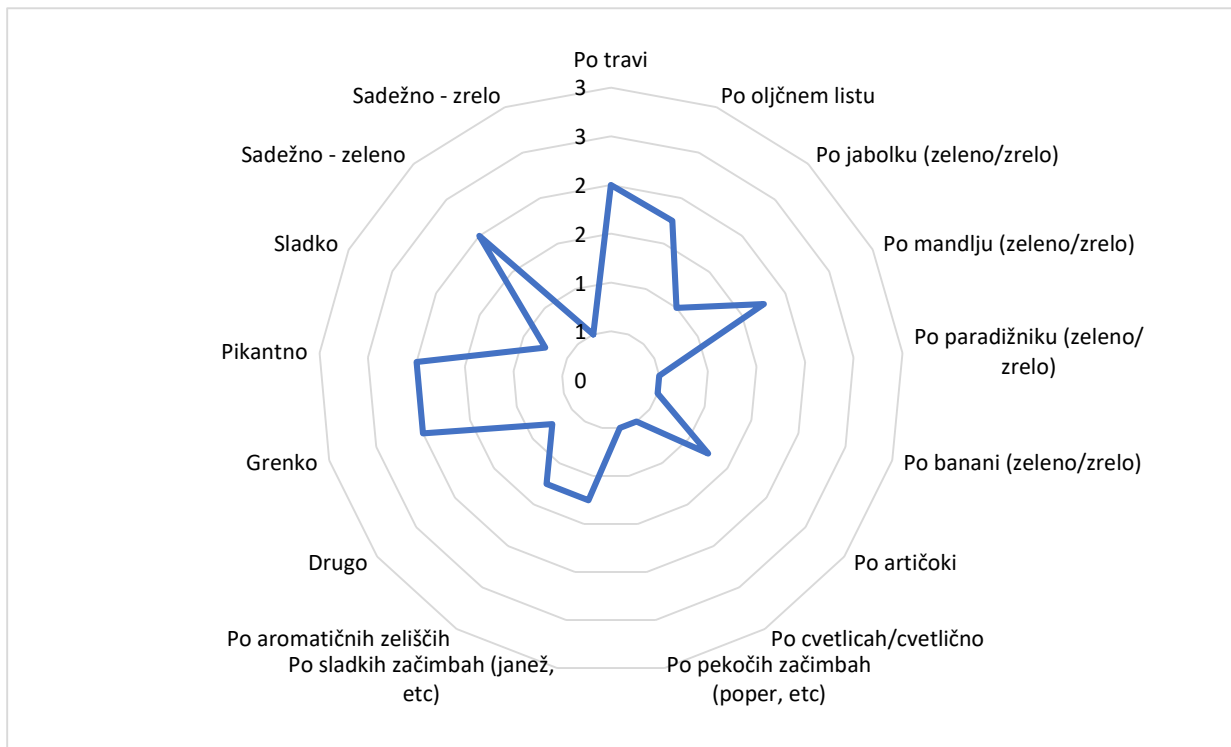 Po travi
Po oljčnem listu
Po jabolku (zeleno/zrelo)
Po mandlju (zeleno/zrelo)
Po paradižniku (zeleno/
zrelo)
Po banani (zeleno/zrelo)
Po artičoki
Po cvetlicah/cvetlično
Po pekočih začimbah
(poper, etc)
Po sladkih začimbah (janež,
etc)
Po aromatičnih zeliščih
Drugo
Grenko
Pikantno
Sladko
Sadežno - zeleno
Sadežno - zrelo
3
3
2
2
1
1
0